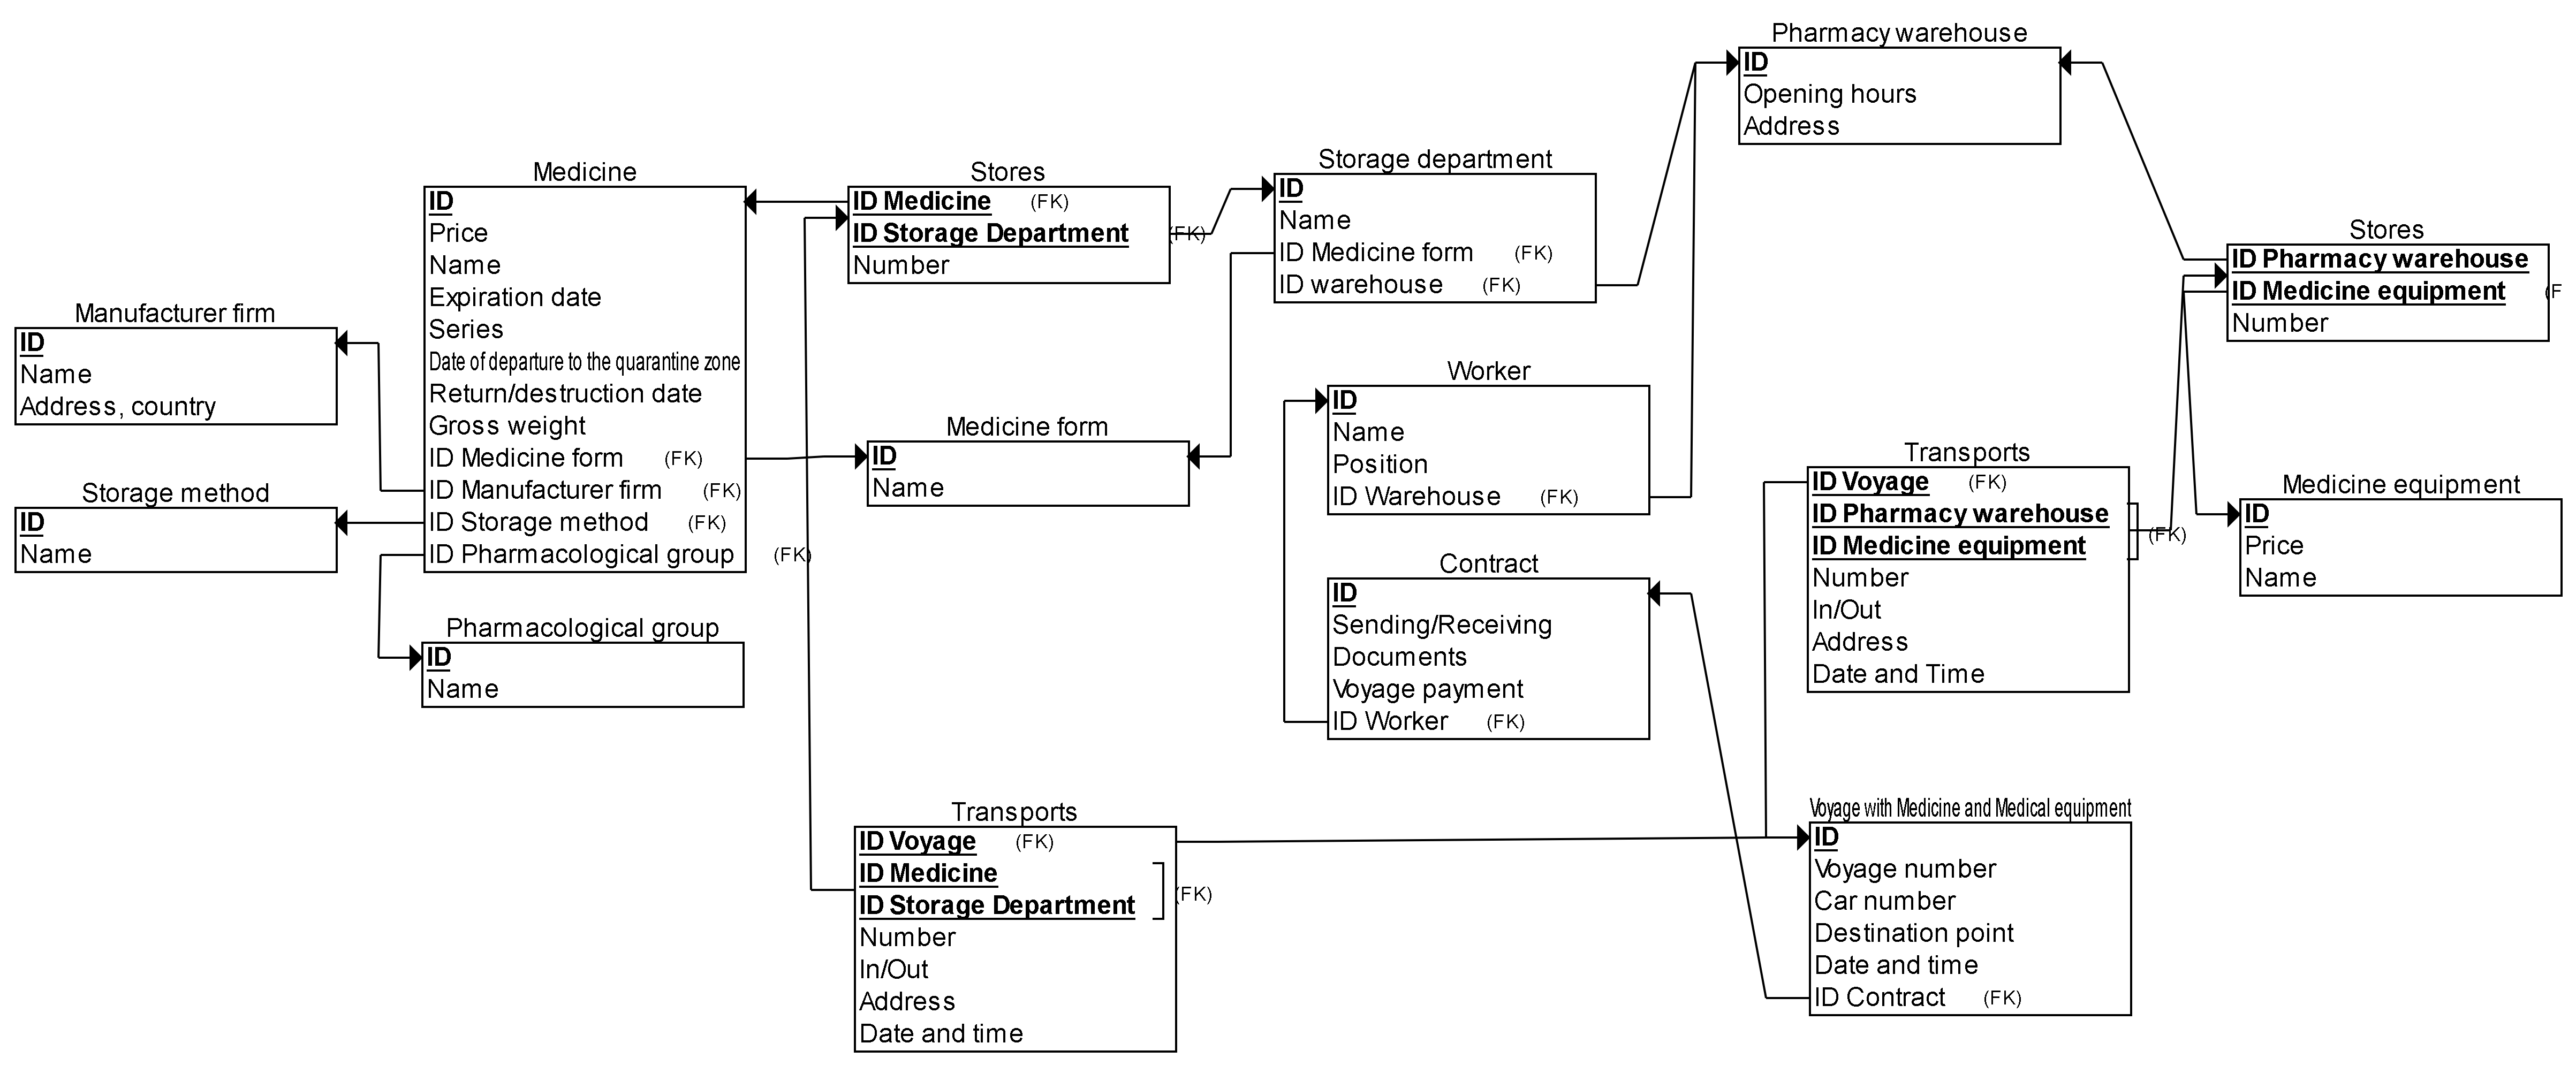 Pharmacy warehouse
ID
Opening hours
Address
Medicine
ID
Price
Name
Expiration date
Series
Date of departure to the quarantine zone
Return/destruction date
Gross weight
ID Medicine form (FK)
ID Manufacturer firm (FK)
ID Storage method (FK)
ID Pharmacological group (FK)
Stores
ID Medicine (FK)
ID Storage Department (FK)
Number
Storage department
ID
Name
ID Medicine form (FK)
ID warehouse (FK)
Stores
ID Pharmacy warehouse
ID Medicine equipment (F
Number
Manufacturer firm
ID
Name
Address, country
Worker
ID
Name
Position
ID Warehouse (FK)
Medicine form
ID
Name
Transports
ID Voyage (FK)
ID Pharmacy warehouse
ID Medicine equipment (FK)
Number
In/Out
Address
Date and Time
Medicine equipment
ID
Price
Name
Storage method
ID
Name
Contract
ID
Sending/Receiving
Documents
Voyage payment
ID Worker (FK)
Pharmacological group
ID
Name
Transports
ID Voyage (FK)
ID Medicine
ID Storage Department (FK)
Number
In/Out
Address
Date and time
Voyage with Medicine and Medical equipment
ID
Voyage number
Car number
Destination point
Date and time
ID Contract (FK)